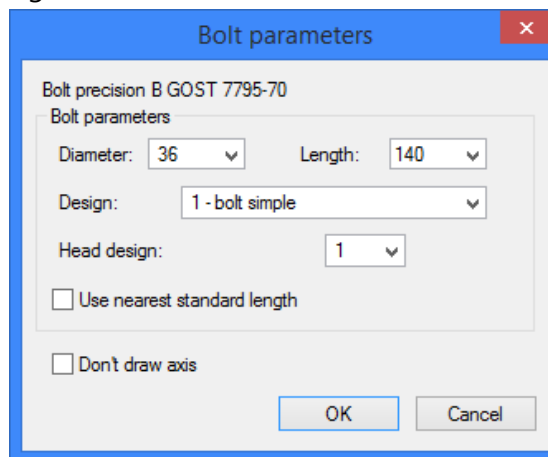 Bolt parameters
Bolt precision B GOST 7795-70
Bolt parameters
Diameter: 36 Length: 140
Design: 1 - bolt simple
Head design: 1
Use nearest standard length
Don't draw axis
OK Cancel